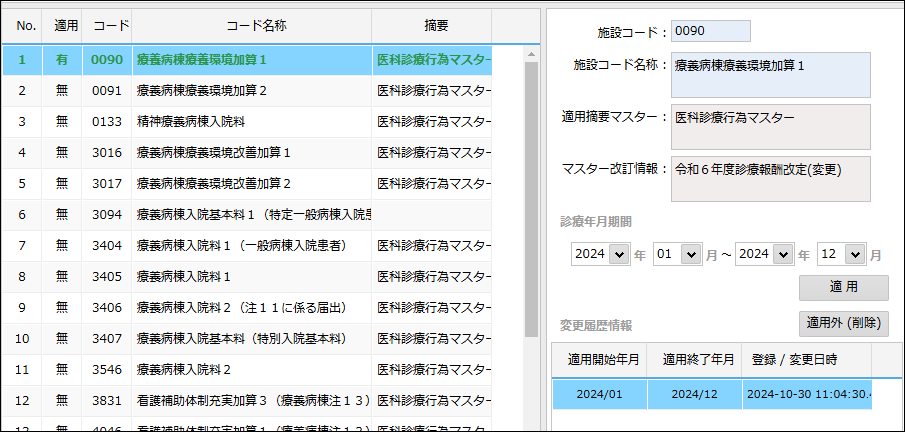 No. 適用 コード コード名称 摘要
1 有 0090 療養病棟療養環境加算１ 医科診療行為マスター
2 無 0091 療養病棟療養環境加算２ 医科診療行為マスター
3 無 0133 精神療養病棟入院料 医科診療行為マスター
4 無 3016 療養病棟療養環境改善加算１ 医科診療行為マスター
5 無 3017 療養病棟療養環境改善加算２ 医科診療行為マスター
6 無 3094 療養病棟入院基本料１（特定一般病棟入院患
7 無 3404 療養病棟入院料１（一般病棟入院患者） 医科診療行為マスター
8 無 3405 療養病棟入院料１ 医科診療行為マスター
9 無 3406 療養病棟入院料２（注１１に係る届出） 医科診療行為マスター
10 無 3407 療養病棟入院基本料（特別入院基本料） 医科診療行為マスター
11 無 3546 療養病棟入院料２ 医科診療行為マスター
12 無 3831 看護補助体制充実加算３（療養病棟注１３） 医科診療行為マスター
施設コード： 0090
施設コード名称： 療養病棟療養環境加算１
適用摘要マスター： 医科診療行為マスター
マスター改訂情報： 令和６年度診療報酬改定(変更)
診療年月期間
2024 年 01 月 ～ 2024 年 12 月
適 用
変更履歴情報 適用外 (削除)
適用開始年月 適用終了年月 登録 / 変更日時
2024/01 2024/12 2024-10-30 11:04:30.